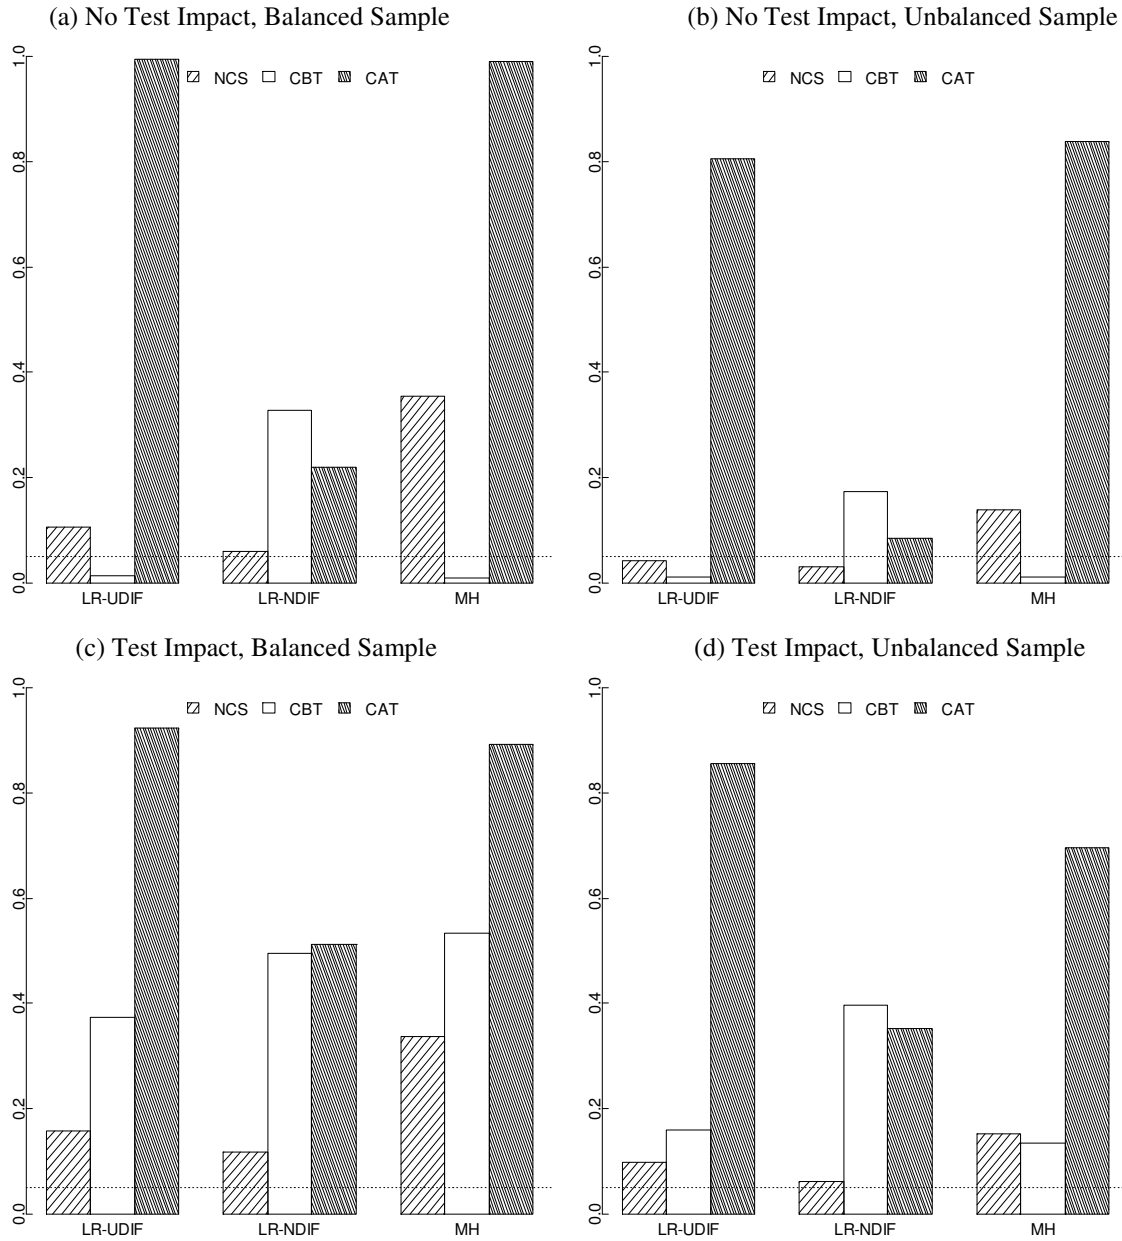 (a) No Test Impact, Balanced Sample
(b) No Test Impact, Unbalanced Sample
1.0
0.8
0.6
0.4
0.2
0.0
NCS CBT CAT
LR-UDIF LR-NDIF MH
1.0
0.8
0.6
0.4
0.2
0.0
NCS CBT CAT
LR-UDIF LR-NDIF MH
(c) Test Impact, Balanced Sample
(d) Test Impact, Unbalanced Sample
1.0
0.8
0.6
0.4
0.2
0.0
NCS CBT CAT
LR-UDIF LR-NDIF MH
1.0
0.8
0.6
0.4
0.2
0.0
NCS CBT CAT
LR-UDIF LR-NDIF MH